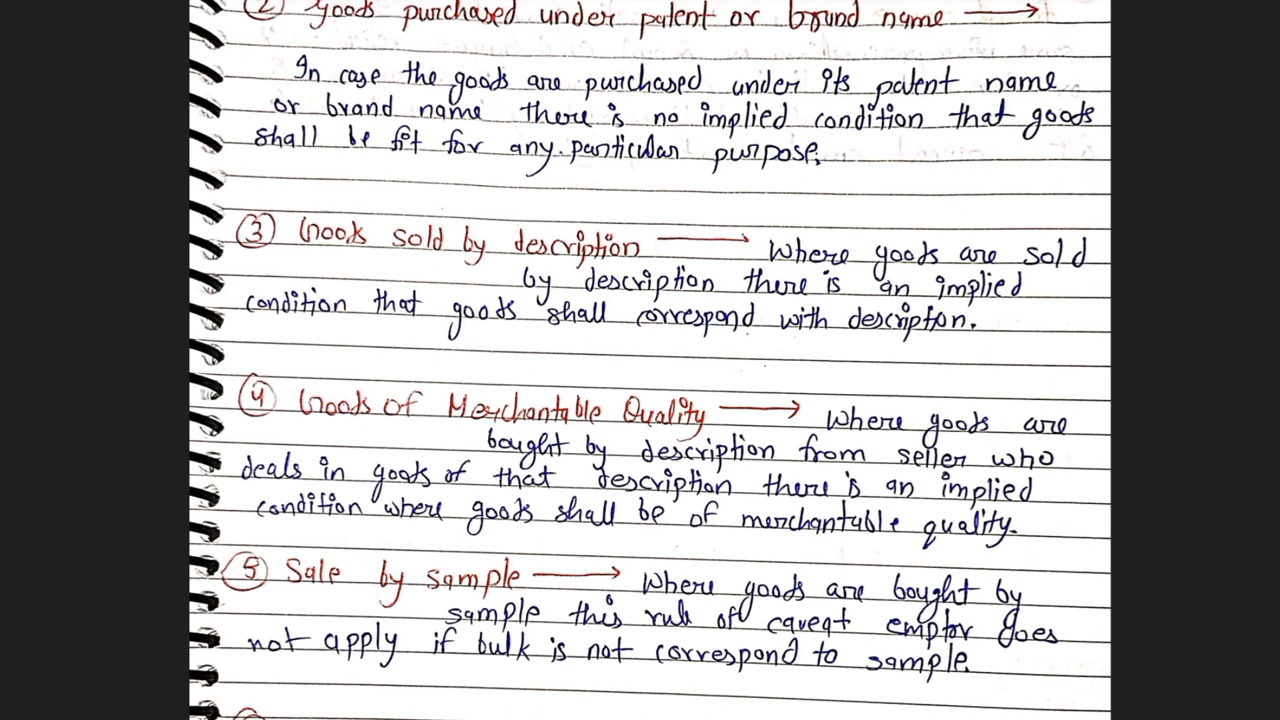 ② Goods purchased under patent or brand name →
In case the goods are purchased under its patent name
or brand name there is no implied condition that goods
shall be fit for any particular purpose.
③ Goods sold by description → Where goods are sold
by description there is an implied
condition that goods shall correspond with description.
④ Goods of Merchantable Quality → Where goods are
bought by description from seller who
deals in goods of that description there is an implied
condition where goods shall be of merchantable quality.
⑤ Sale by sample → Where goods are bought by
sample this rule of caveat emptor goes
not apply if bulk is not correspond to sample.